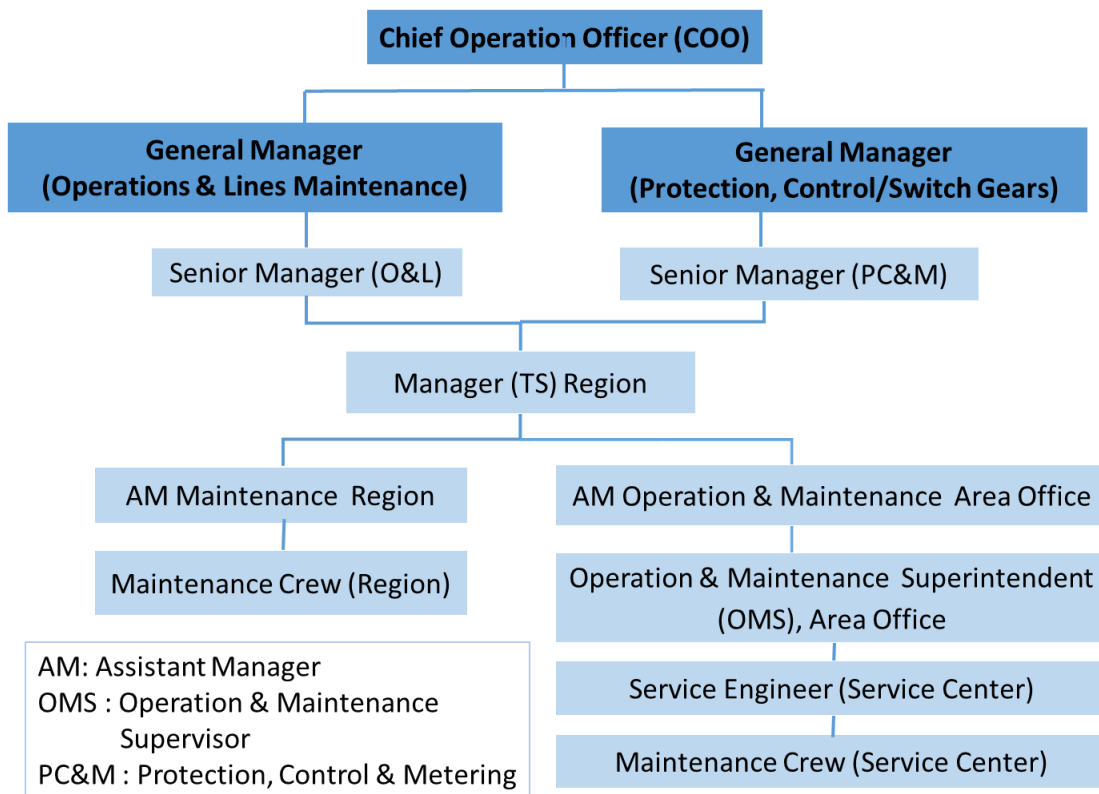 Chief Operation Officer (COO)
General Manager
(Operations & Lines Maintenance)
General Manager
(Protection, Control/Switch Gears)
Senior Manager (O&L)
Senior Manager (PC&M)
Manager (TS) Region
AM Maintenance Region
AM Operation & Maintenance Area Office
Maintenance Crew (Region)
Operation & Maintenance Superintendent
(OMS), Area Office
Service Engineer (Service Center)
Maintenance Crew (Service Center)
AM: Assistant Manager
OMS : Operation & Maintenance
Supervisor
PC&M : Protection, Control & Metering